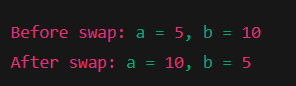 Before swap: a = 5, b = 10
After swap: a = 10, b = 5